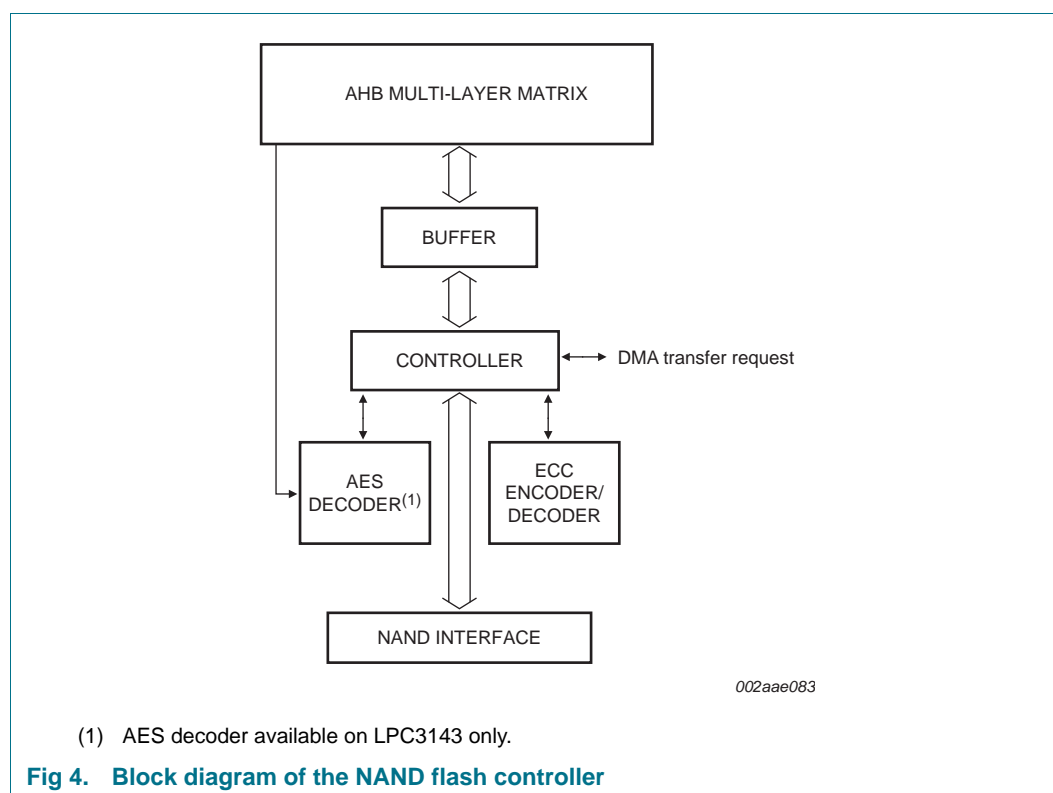 AHB MULTI-LAYER MATRIX
BUFFER
CONTROLLER
DMA transfer request
AES
DECODER(1)
ECC
ENCODER/
DECODER
NAND INTERFACE
002aae083
(1) AES decoder available on LPC3143 only.
Fig 4. Block diagram of the NAND flash controller